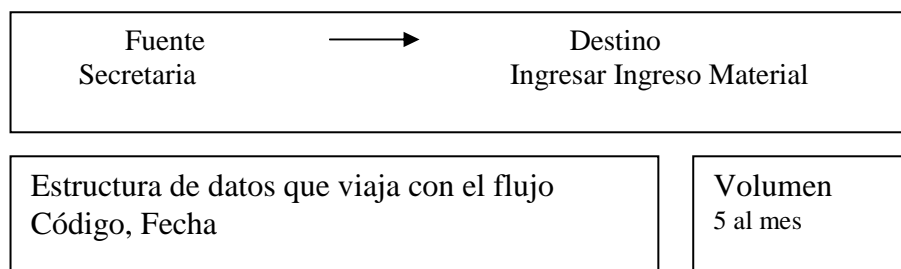 Fuente Destino
Secretaria Ingresar Ingreso Material
Estructura de datos que viaja con el flujo
Código, Fecha
Volumen
5 al mes